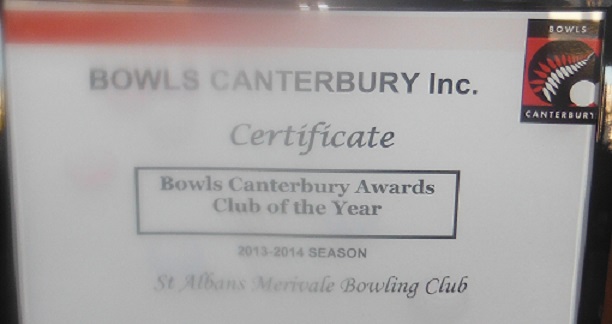 BOWLS
CANTERBURY
BOWLS CANTERBURY Inc.
Certificate
Bowls Canterbury Awards
Club of the Year
2013-2014 SEASON
St Albans Merivale Bowling Club